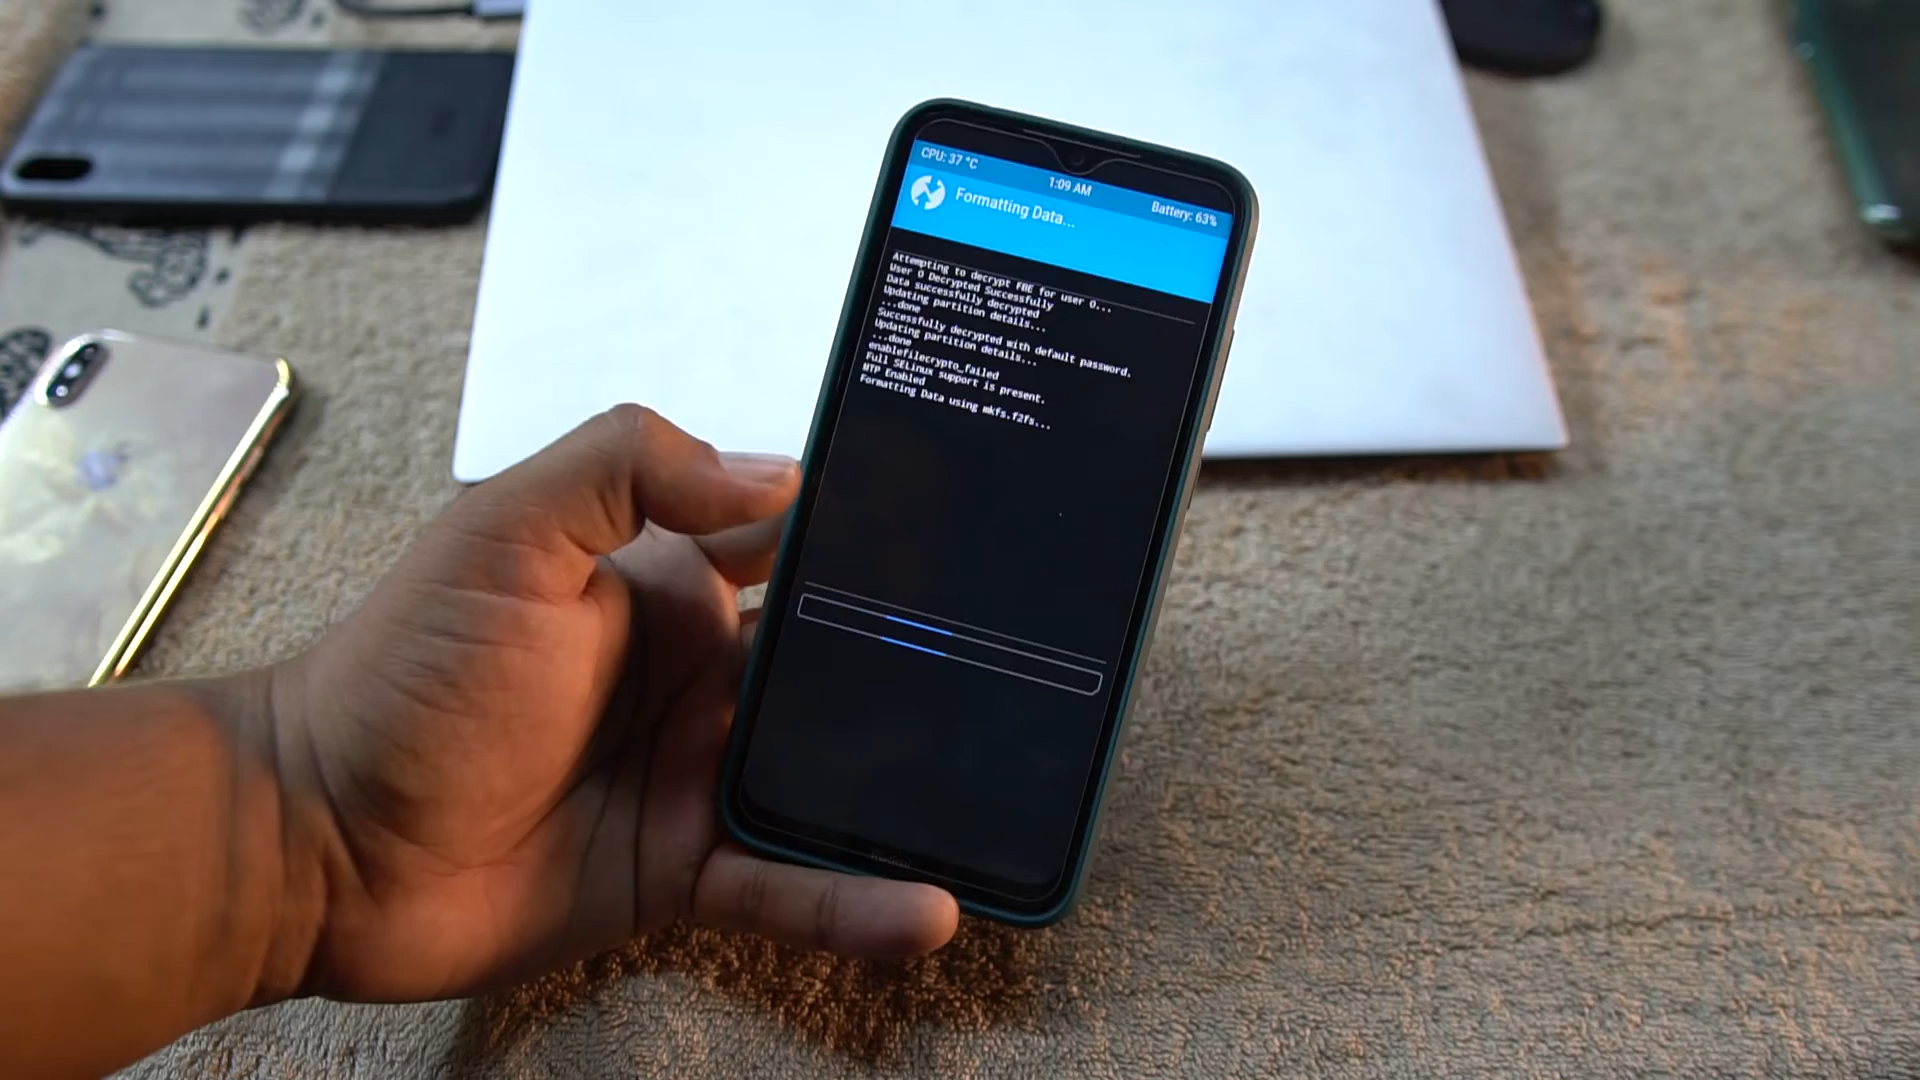 CPU: 37 °C
1:09 AM
Battery: 63%
Formatting Data...
Attempting to decrypt FBE for user 0...
User 0 Decrypted Successfully
Data successfully decrypted
Updating partition details...
...done
Successfully decrypted with default password.
Updating partition details...
...done
enablefilecrypto_failed
Full SELinux support is present.
MTP Enabled
Formatting Data using mkfs.f2fs...
Redmi